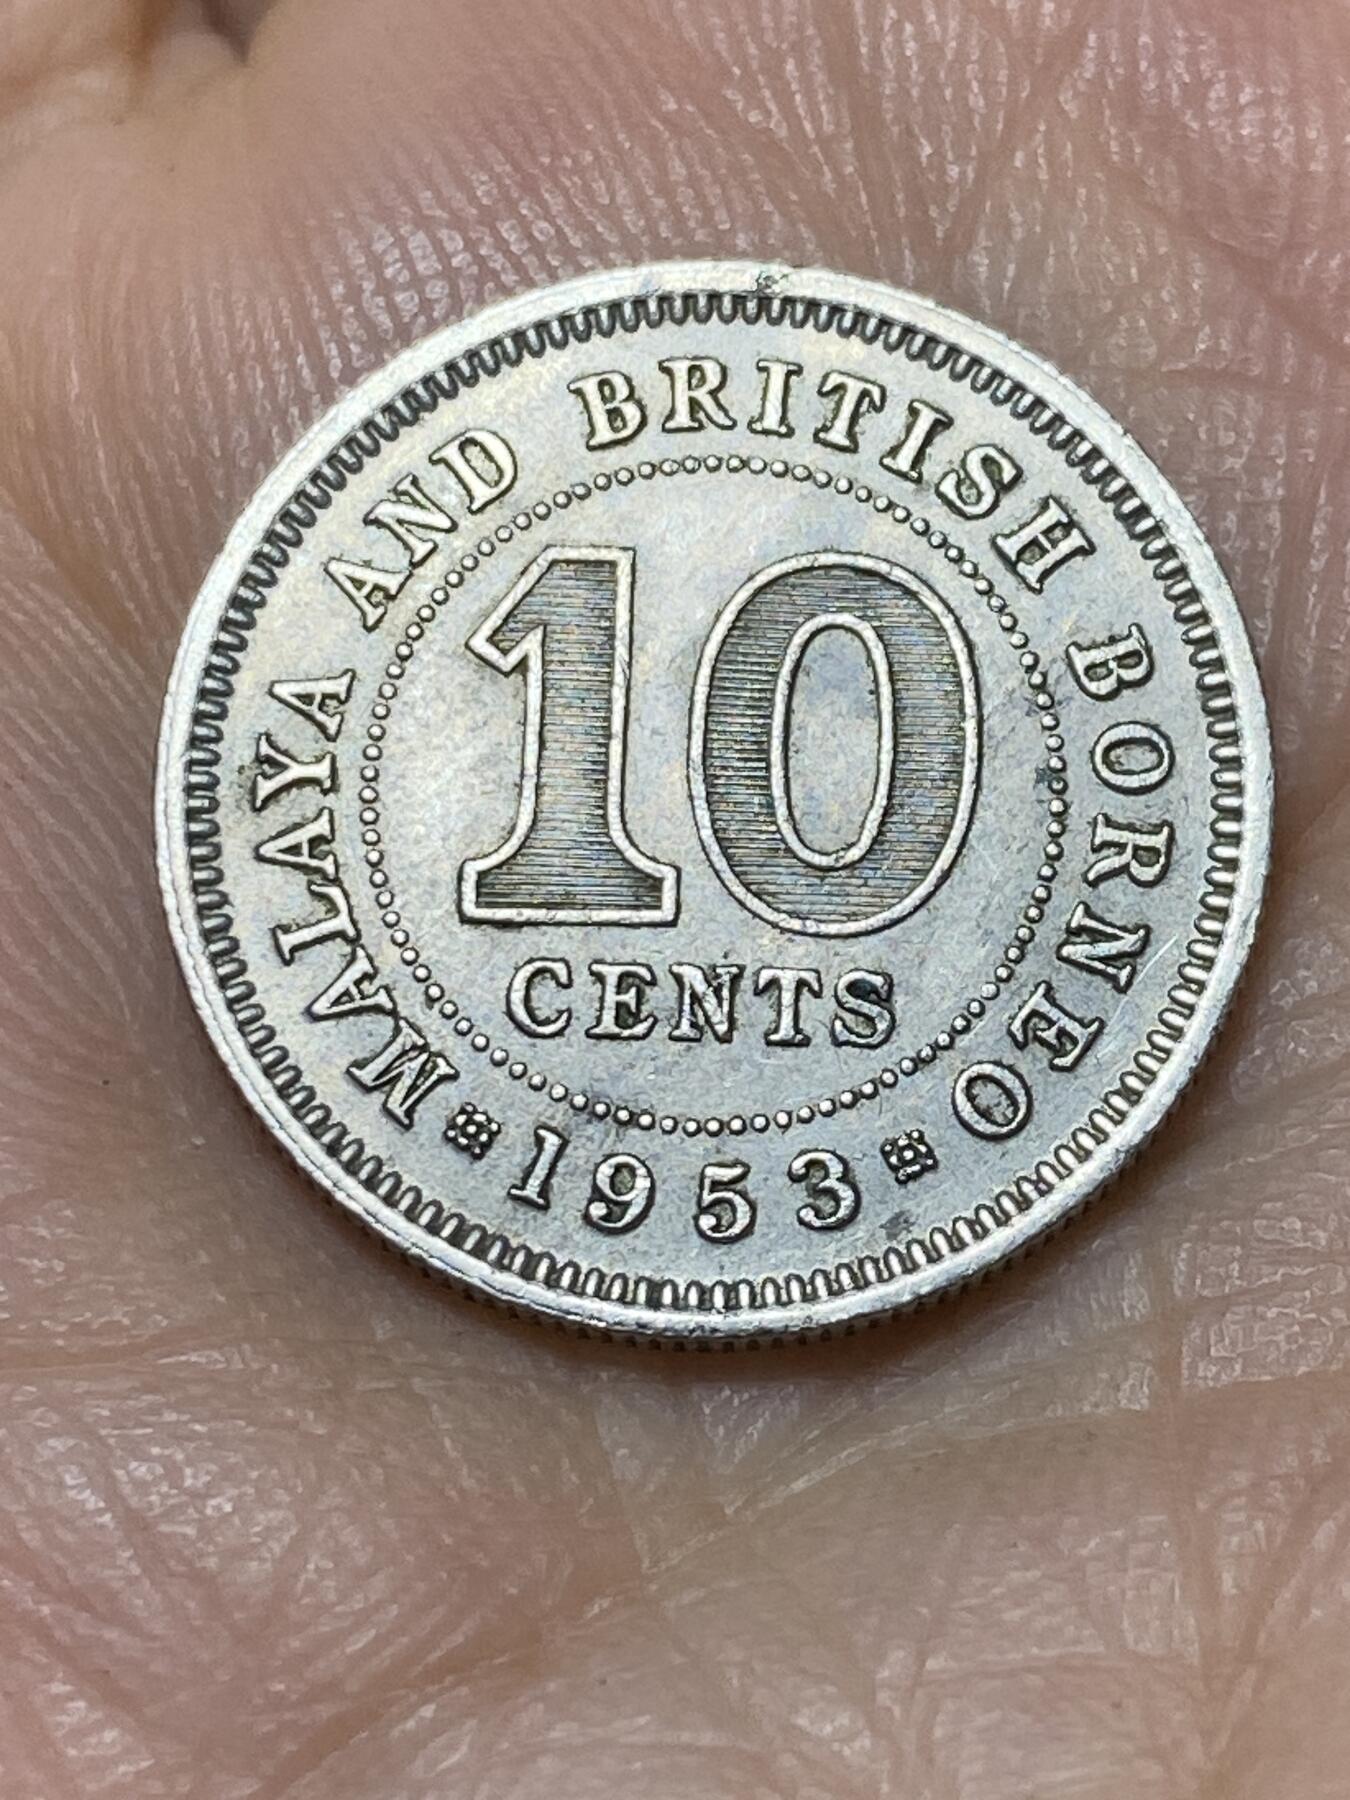 MALAYA AND BRITISH BORNEO
10
CENTS
1953